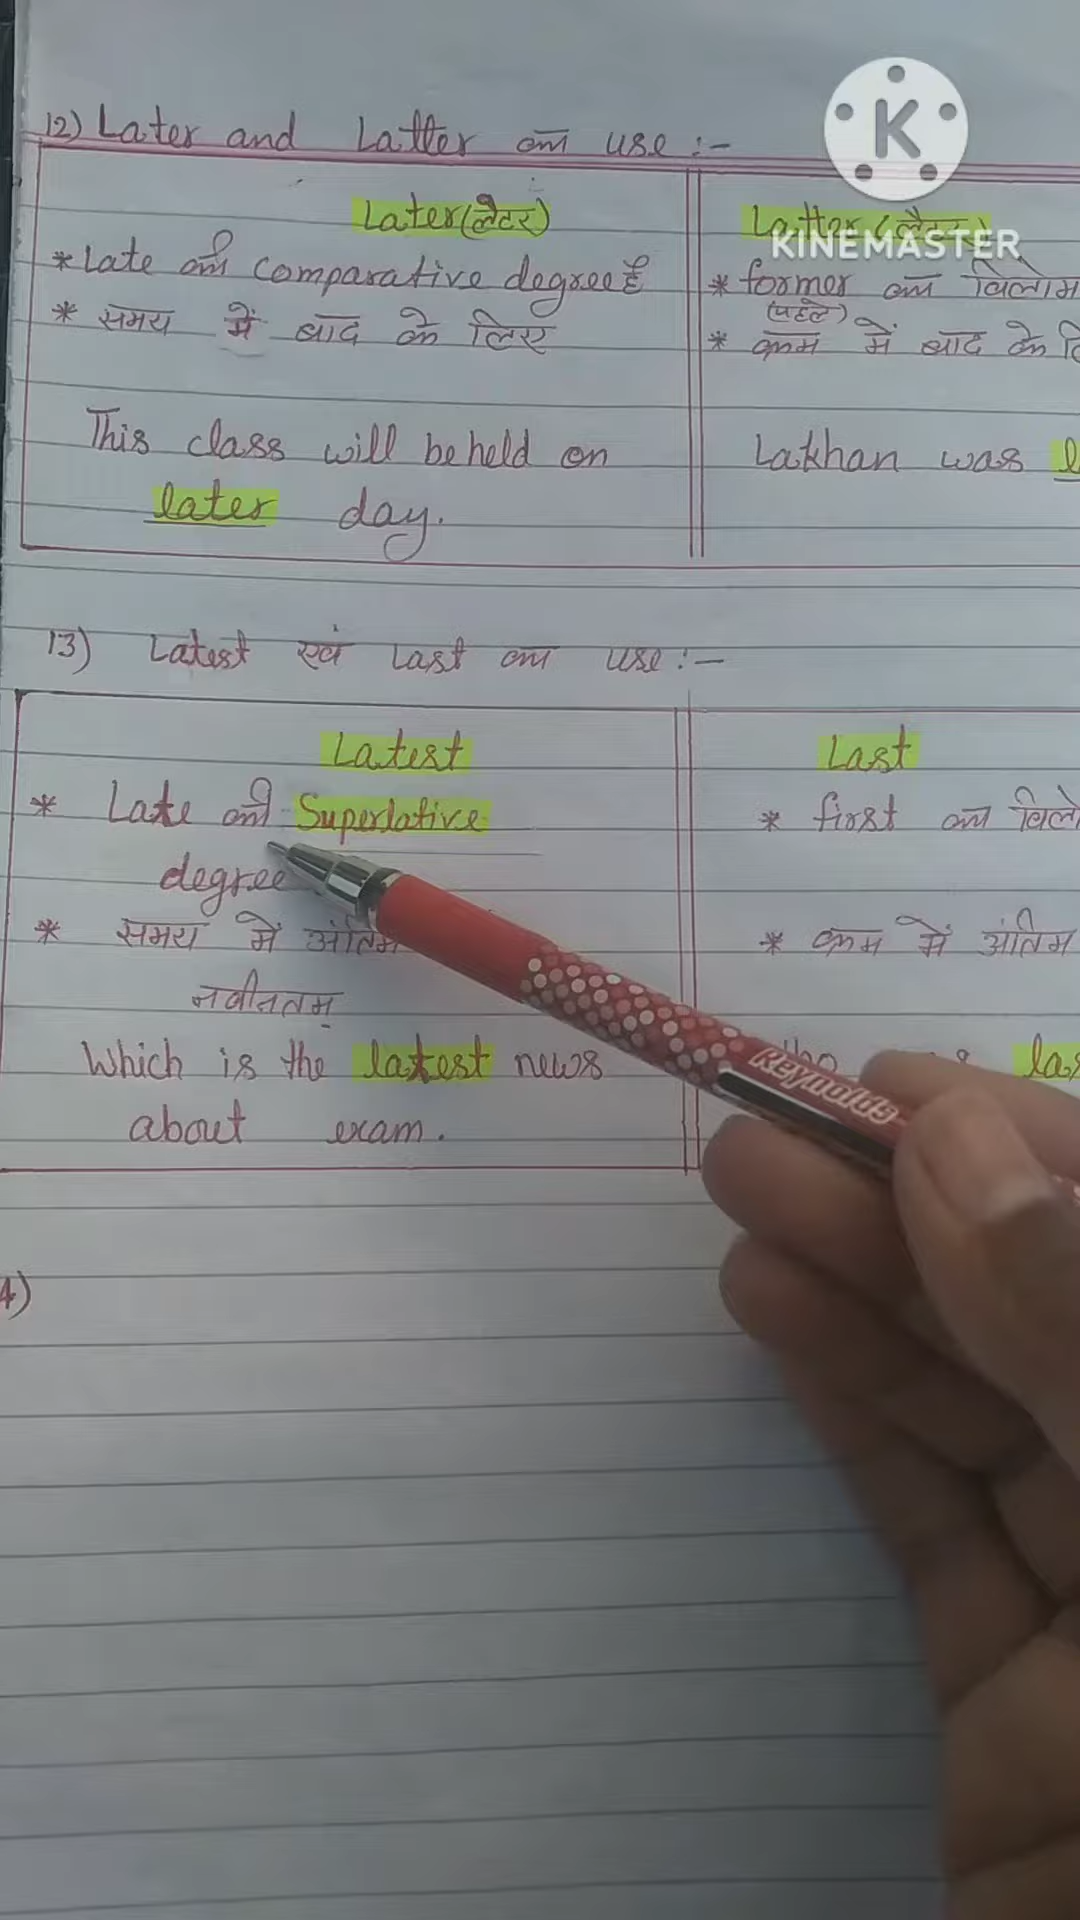 12) Later and Latter का use :-
Later (लेटर)
* Late की comparative degree है
* समय में बाद के लिए
This class will be held on
later day.
Latter (लैटर)
* former का विलोम
(पहले)
* क्रम में बाद के
Lakhan was
13) Latest एवं Last का use :-
Latest
* Late की Superlative
degree
* समय में अंतिम
नवीनतम
Which is the latest news
about exam.
Last
* first का
* क्रम में अंतिम
4)
K
KINEMASTER
Reynolds